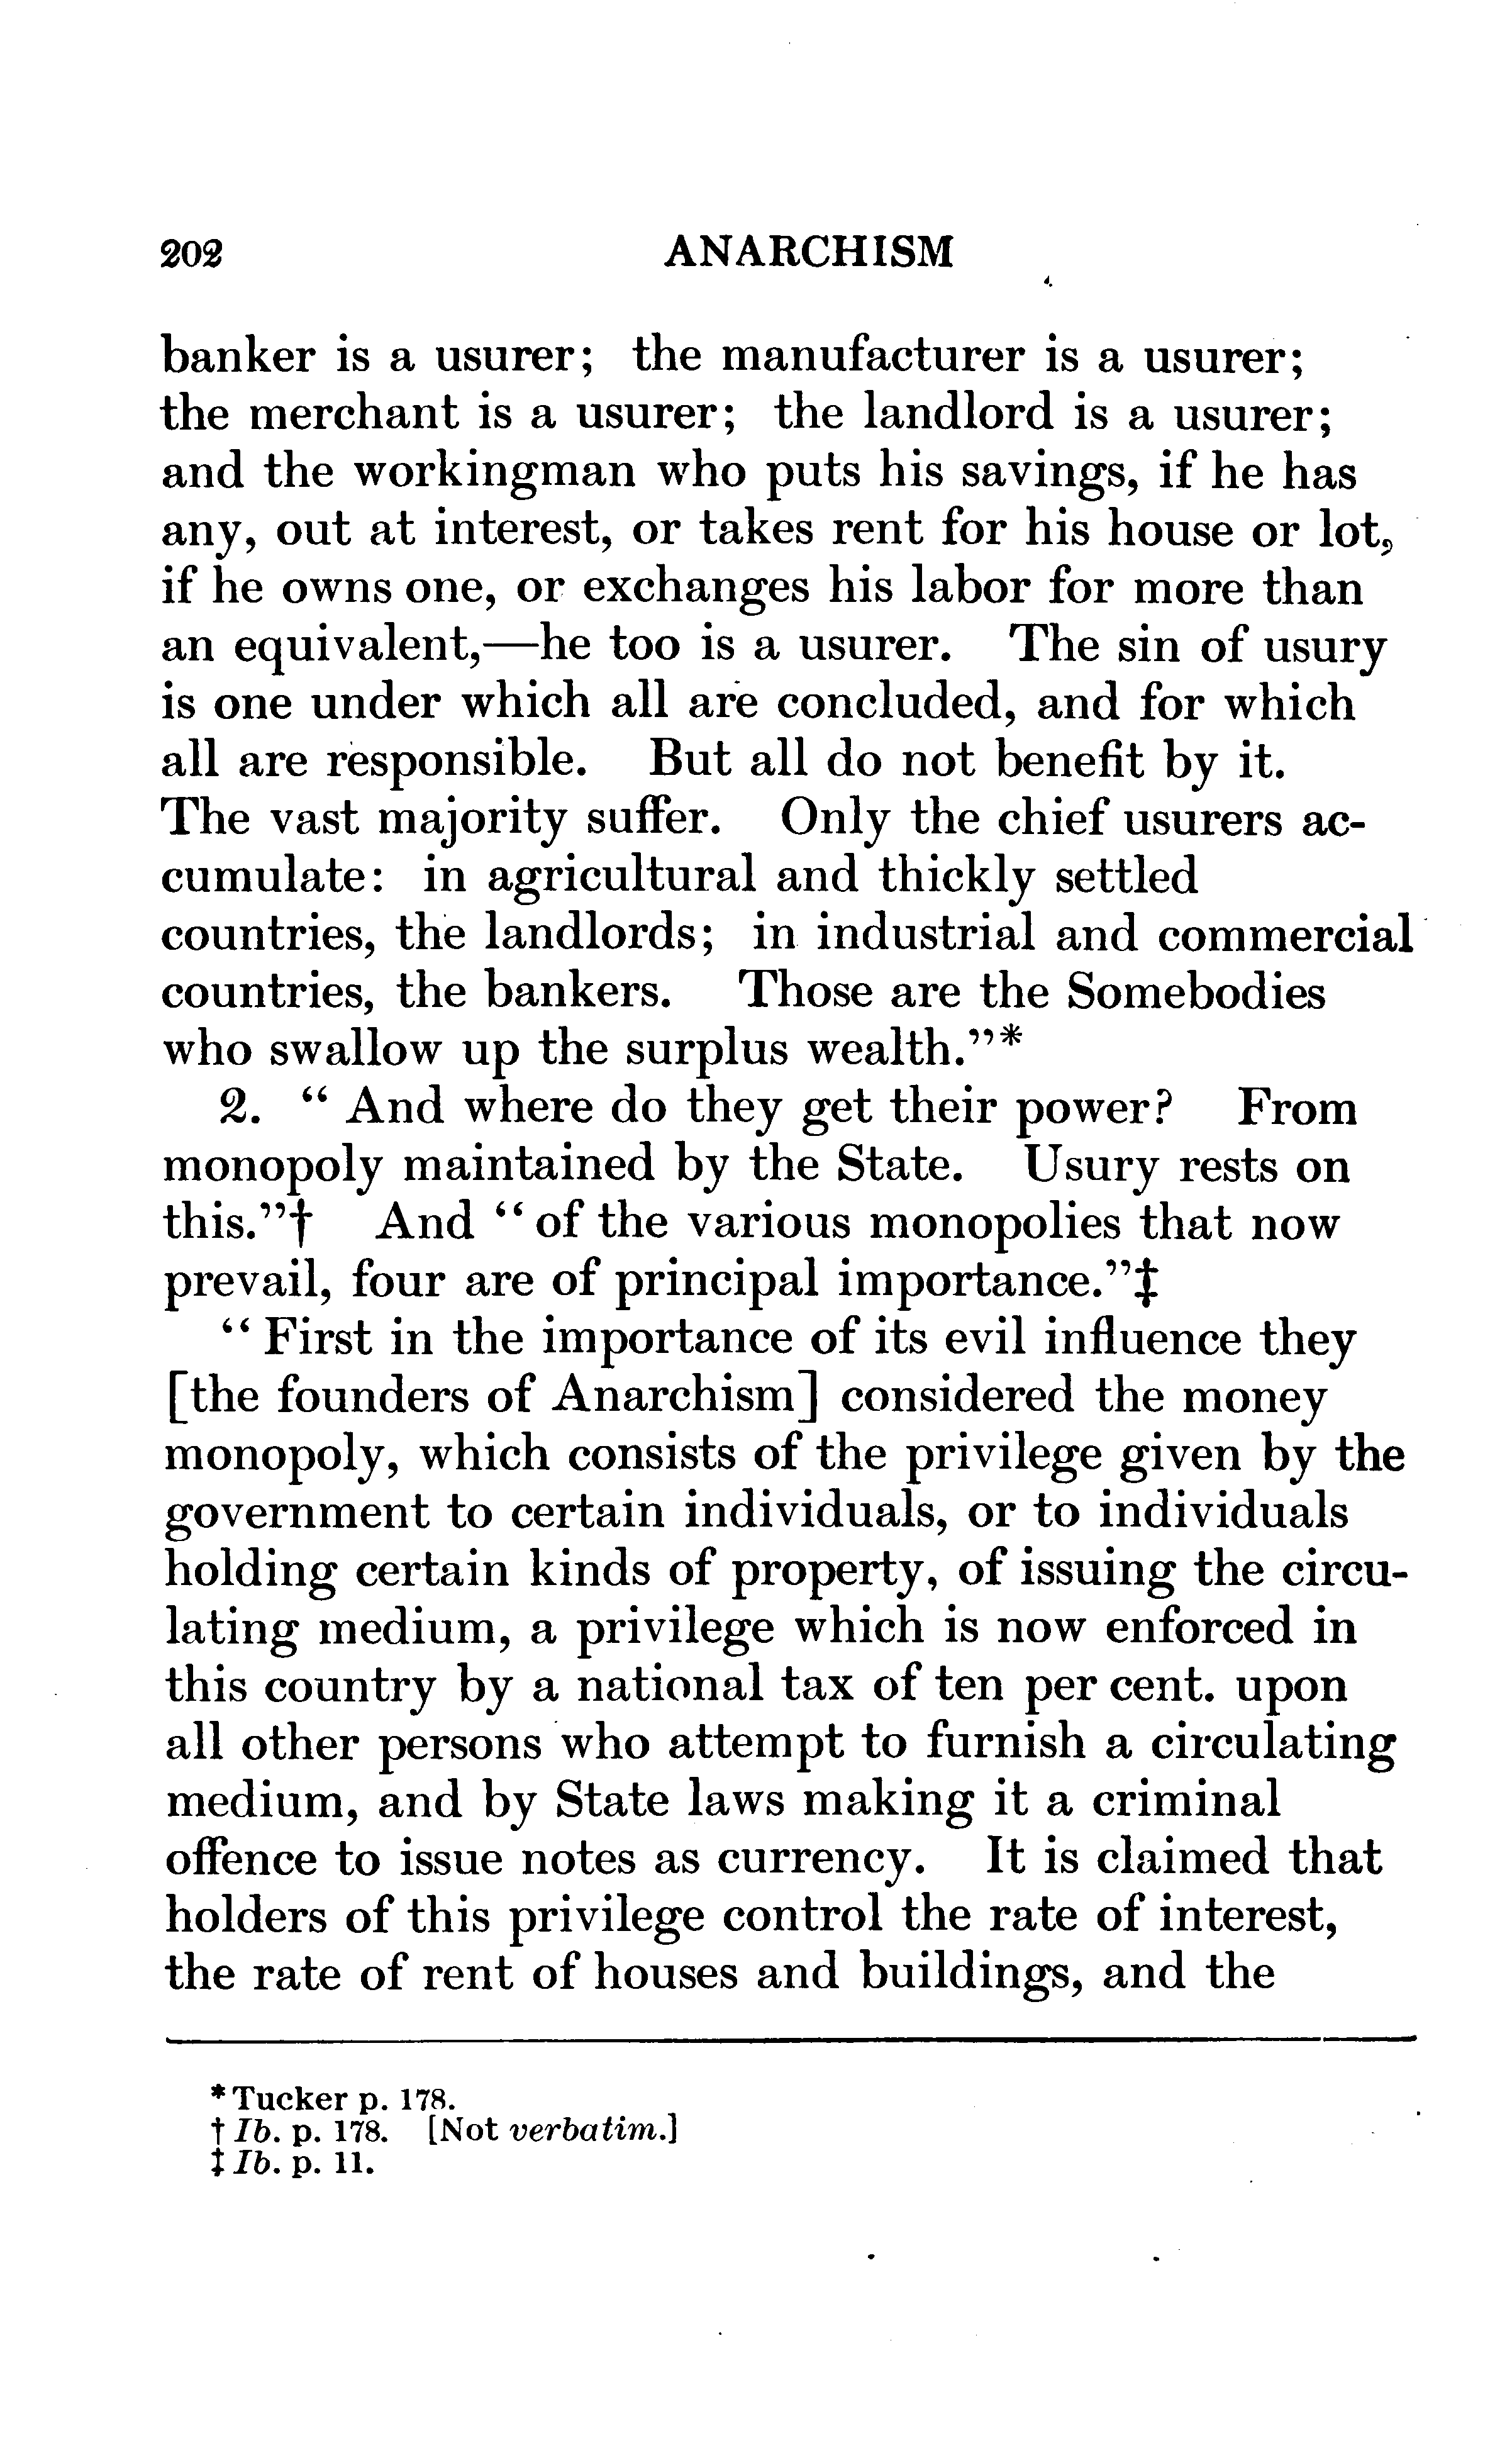 202 ANARCHISM
banker is a usurer; the manufacturer is a usurer;
the merchant is a usurer; the landlord is a usurer;
and the workingman who puts his savings, if he has
any, out at interest, or takes rent for his house or lot,
if he owns one, or exchanges his labor for more than
an equivalent,—he too is a usurer. The sin of usury
is one under which all are concluded, and for which
all are responsible. But all do not benefit by it.
The vast majority suffer. Only the chief usurers ac-
cumulate: in agricultural and thickly settled
countries, the landlords; in industrial and commercial
countries, the bankers. Those are the Somebodies
who swallow up the surplus wealth.”*
2. “ And where do they get their power? From
monopoly maintained by the State. Usury rests on
this.”† And “ of the various monopolies that now
prevail, four are of principal importance.”‡
“ First in the importance of its evil influence they
[the founders of Anarchism] considered the money
monopoly, which consists of the privilege given by the
government to certain individuals, or to individuals
holding certain kinds of property, of issuing the circu-
lating medium, a privilege which is now enforced in
this country by a national tax of ten per cent. upon
all other persons who attempt to furnish a circulating
medium, and by State laws making it a criminal
offence to issue notes as currency. It is claimed that
holders of this privilege control the rate of interest,
the rate of rent of houses and buildings, and the
* Tucker p. 178.
† Ib. p. 178. [Not verbatim.]
‡ Ib. p. 11.